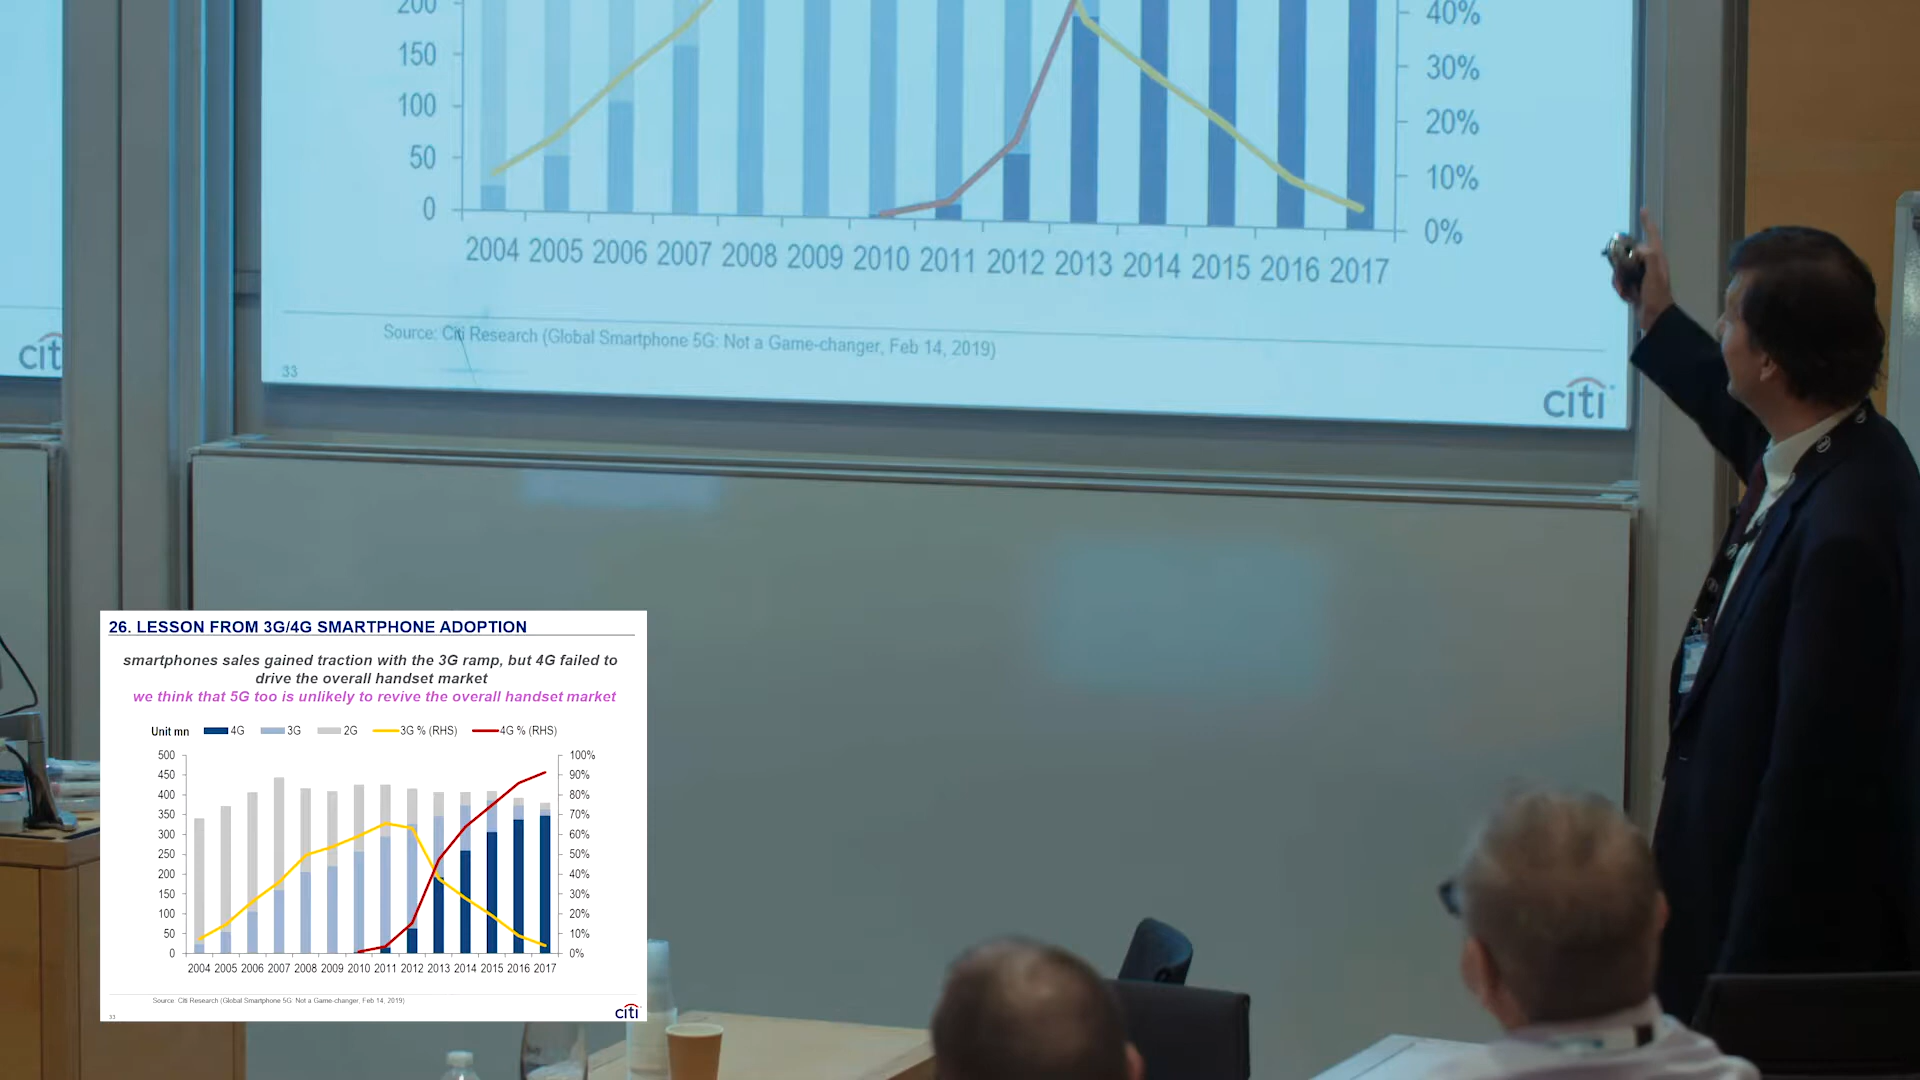 200
150
100
50
0
40%
30%
20%
10%
0%
2004 2005 2006 2007 2008 2009 2010 2011 2012 2013 2014 2015 2016 2017
Source: Citi Research (Global Smartphone 5G: Not a Game-changer, Feb 14, 2019)
33
citi
cit
26. LESSON FROM 3G/4G SMARTPHONE ADOPTION
smartphones sales gained traction with the 3G ramp, but 4G failed to
drive the overall handset market
we think that 5G too is unlikely to revive the overall handset market
Unit mn 4G 3G 2G 3G % (RHS) 4G % (RHS)
500 100%
450 90%
400 80%
350 70%
300 60%
250 50%
200 40%
150 30%
100 20%
50 10%
0 0%
2004 2005 2006 2007 2008 2009 2010 2011 2012 2013 2014 2015 2016 2017
Source: Citi Research (Global Smartphone 5G: Not a Game-changer, Feb 14, 2019)
33
citi